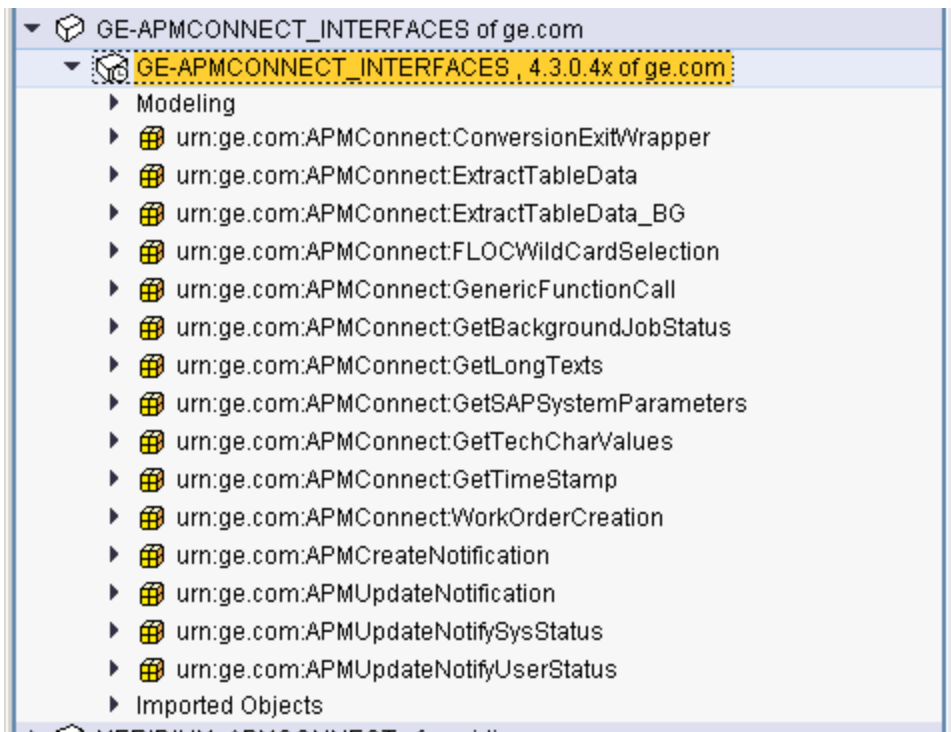 GE-APMCONNECT_INTERFACES of ge.com
GE-APMCONNECT_INTERFACES , 4.3.0.4x of ge.com
Modeling
urn:ge.com:APMConnect:ConversionExitWrapper
urn:ge.com:APMConnect:ExtractTableData
urn:ge.com:APMConnect:ExtractTableData_BG
urn:ge.com:APMConnect:FLOCWildCardSelection
urn:ge.com:APMConnect:GenericFunctionCall
urn:ge.com:APMConnect:GetBackgroundJobStatus
urn:ge.com:APMConnect:GetLongTexts
urn:ge.com:APMConnect:GetSAPSystemParameters
urn:ge.com:APMConnect:GetTechCharValues
urn:ge.com:APMConnect:GetTimeStamp
urn:ge.com:APMConnect:WorkOrderCreation
urn:ge.com:APMCreateNotification
urn:ge.com:APMUpdateNotification
urn:ge.com:APMUpdateNotifySysStatus
urn:ge.com:APMUpdateNotifyUserStatus
Imported Objects